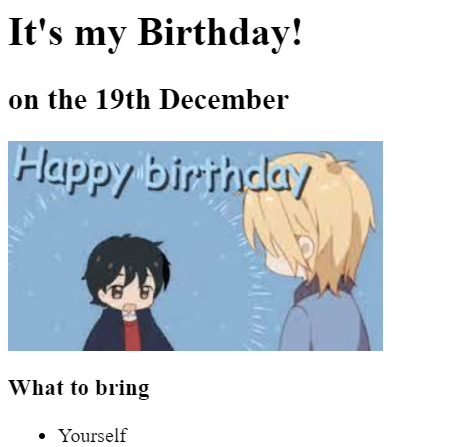 It's my Birthday!
on the 19th December
Happy birthday
What to bring
Yourself